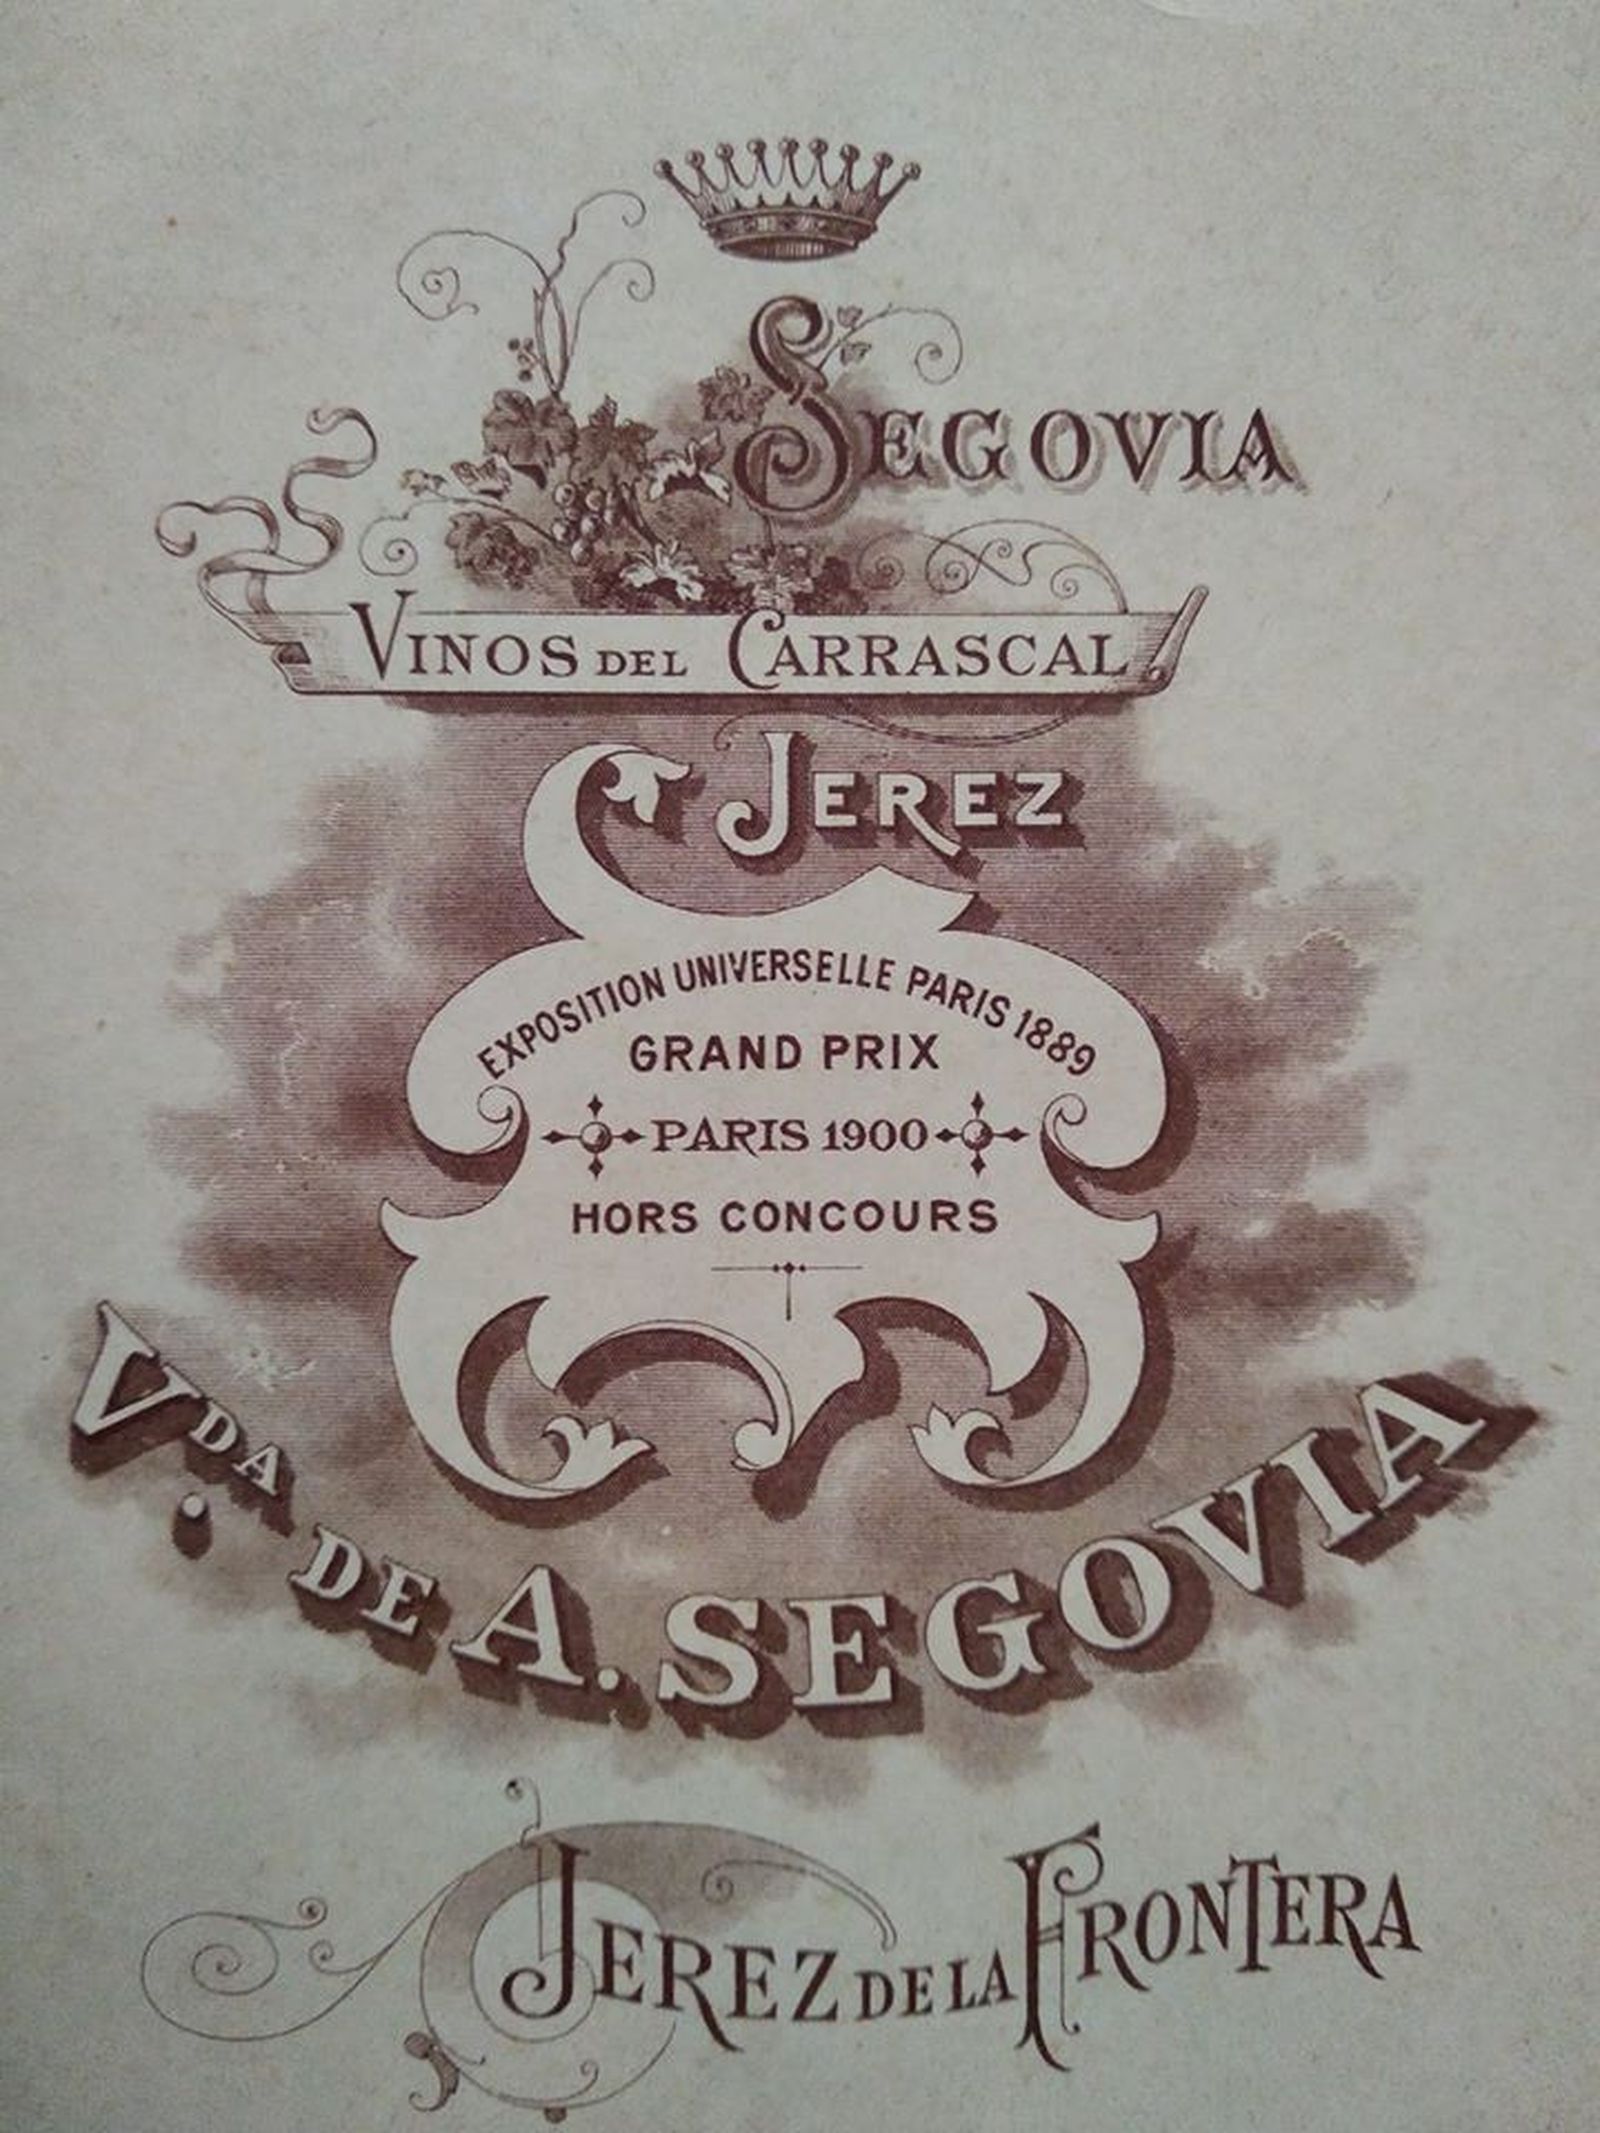 SEGOVIA
VINOS DEL CARRASCAL
JEREZ
EXPOSITION UNIVERSELLE PARIS 1889
GRAND PRIX
PARIS 1900
HORS CONCOURS
VDA. DE A. SEGOVIA
JEREZ DE LA FRONTERA